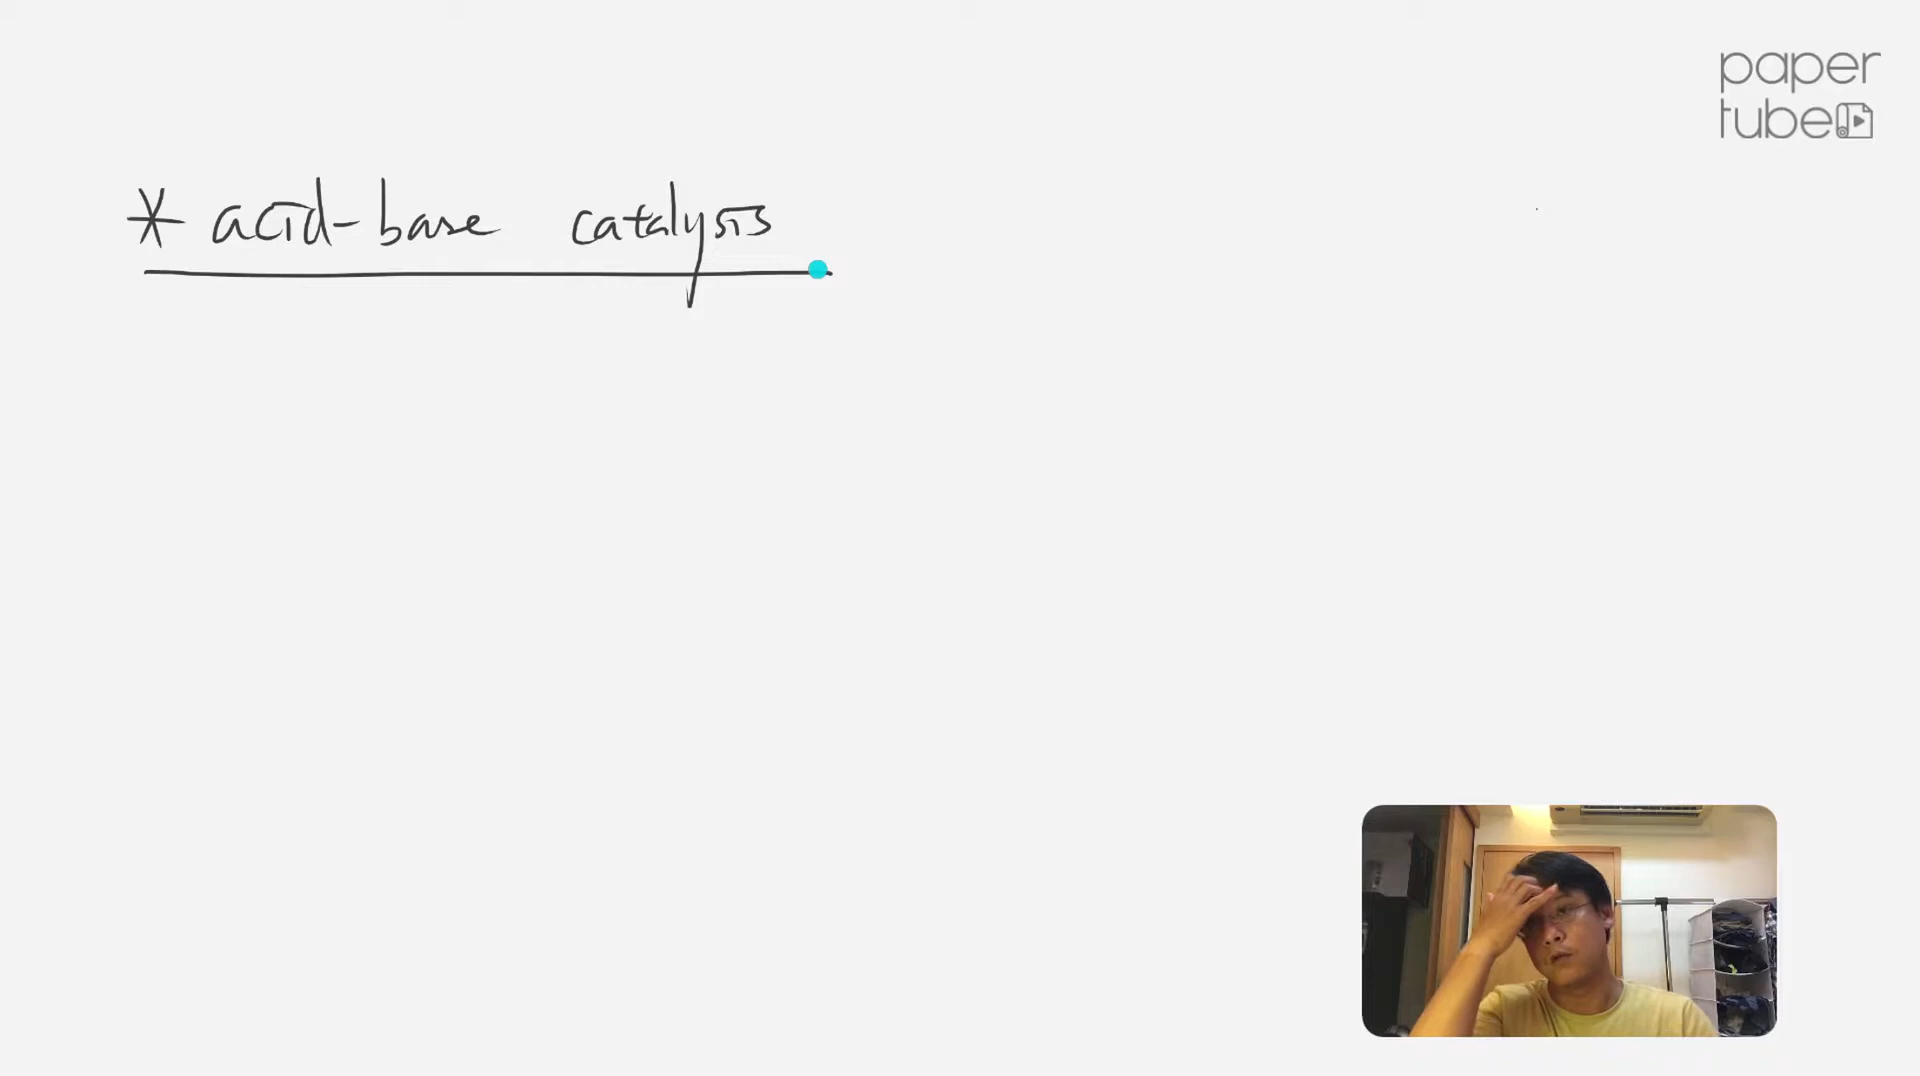 paper
tube
* acid-base catalysis